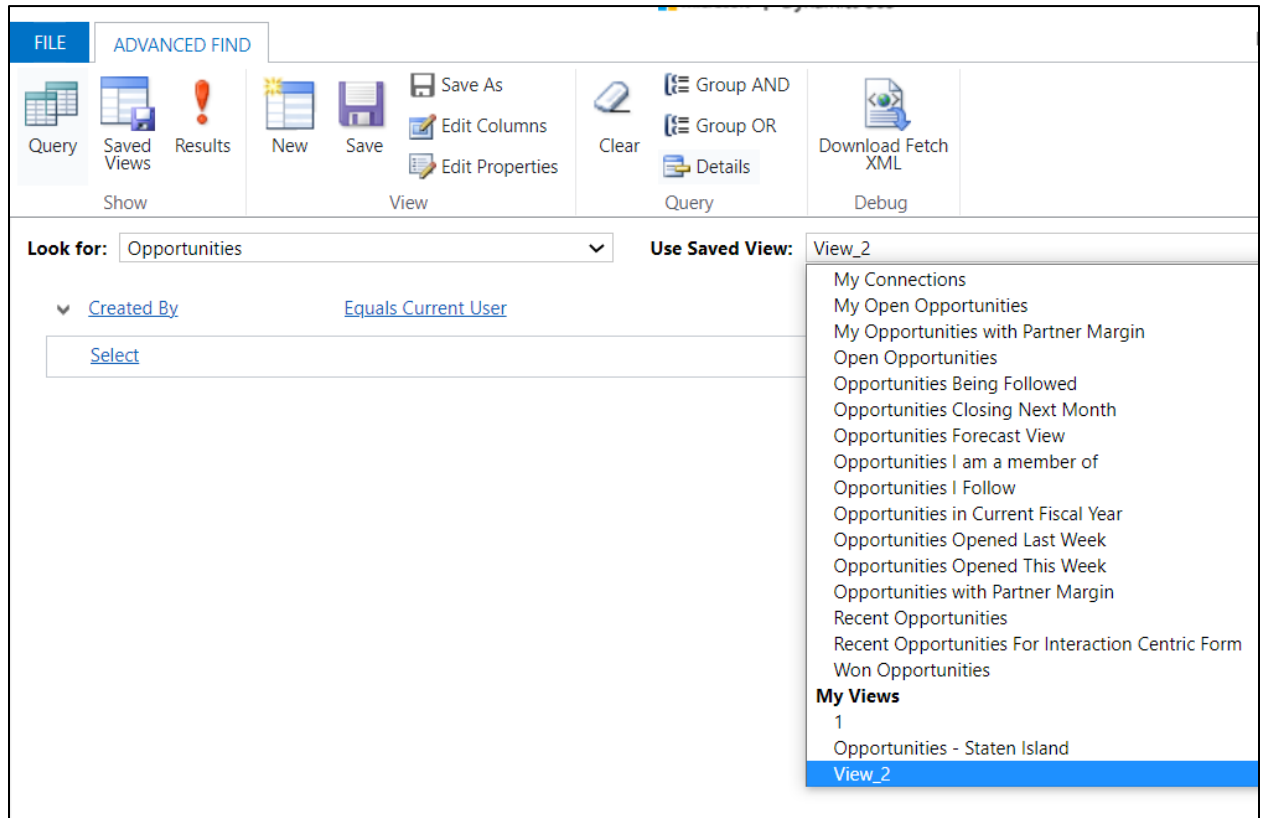 FILE ADVANCED FIND
Query Saved Views Results New Save Save As Edit Columns Edit Properties Clear Group AND Group OR Details Download Fetch XML
Show View Query Debug
Look for: Opportunities Use Saved View: View_2
Created By Equals Current User
Select
My Connections
My Open Opportunities
My Opportunities with Partner Margin
Open Opportunities
Opportunities Being Followed
Opportunities Closing Next Month
Opportunities Forecast View
Opportunities I am a member of
Opportunities I Follow
Opportunities in Current Fiscal Year
Opportunities Opened Last Week
Opportunities Opened This Week
Opportunities with Partner Margin
Recent Opportunities
Recent Opportunities For Interaction Centric Form
Won Opportunities
My Views
1
Opportunities - Staten Island
View_2